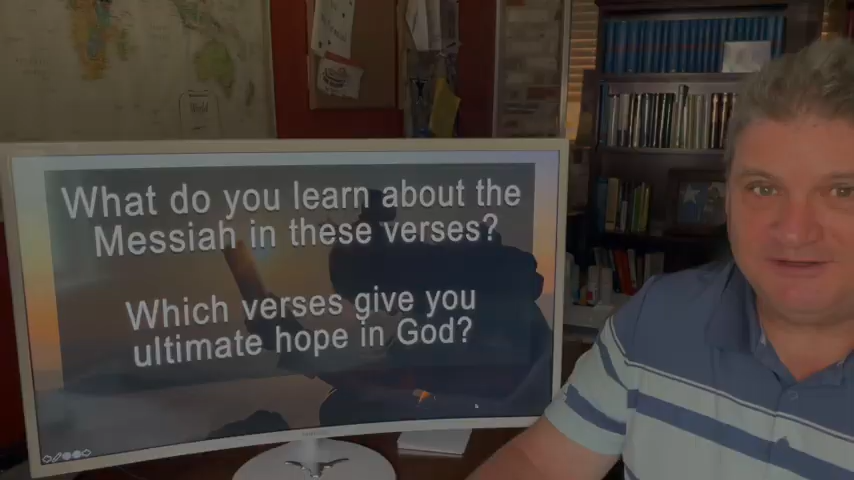 What do you learn about the
Messiah in these verses?
Which verses give you
ultimate hope in God?